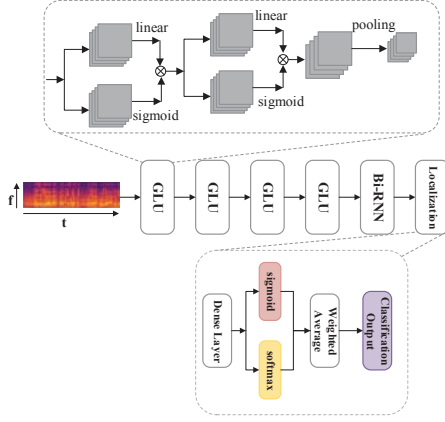 linear
linear
pooling
sigmoid
sigmoid
f
t
GLU
GLU
GLU
GLU
Bi-RNN
Localization
Dense Layer
sigmoid
softmax
Weighted
Average
Classification
Output